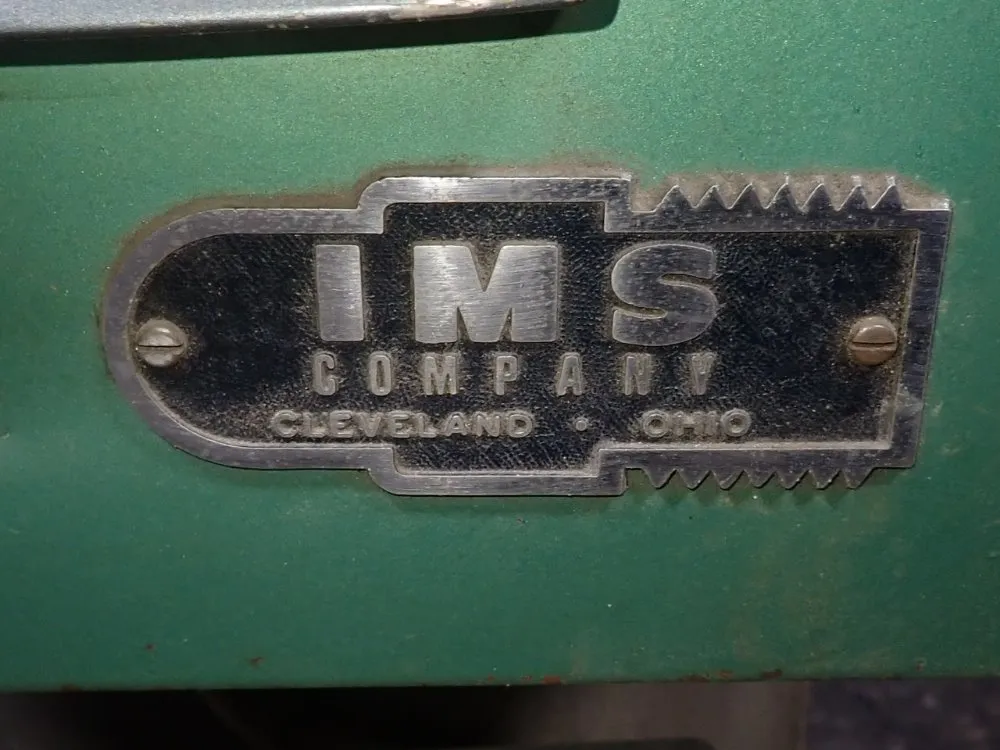 IMS
COMPANY
CLEVELAND · OHIO